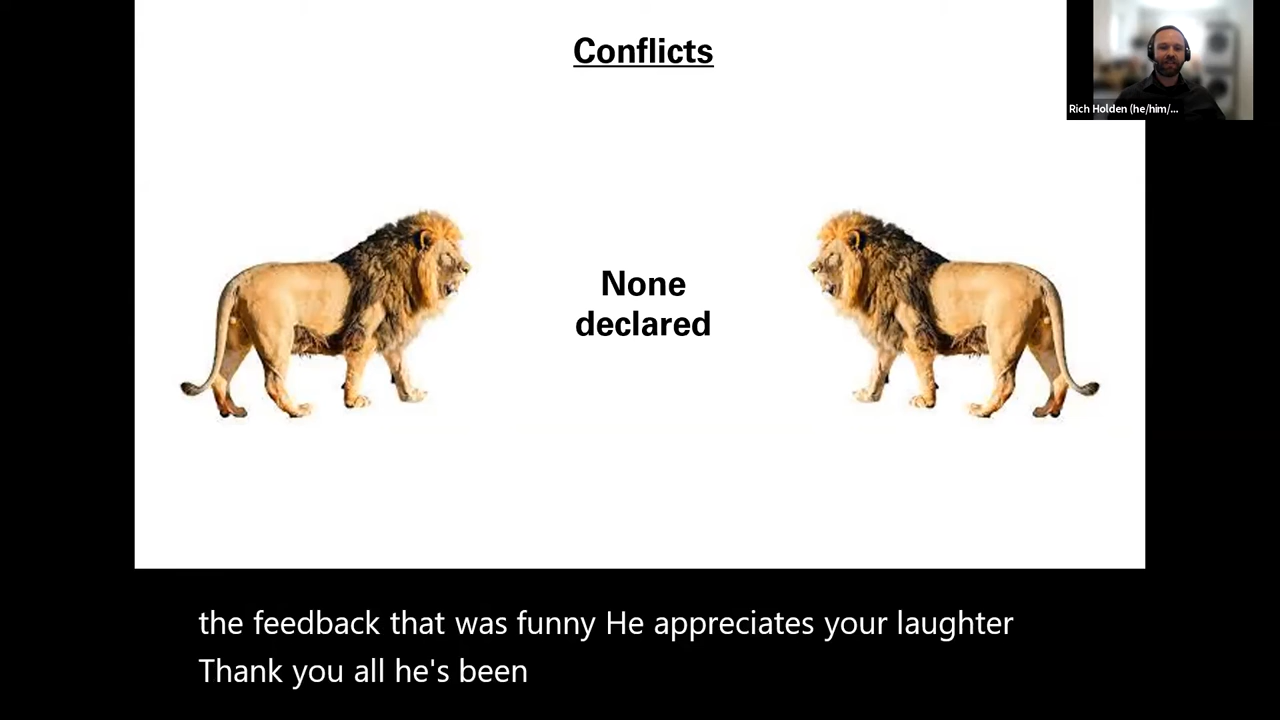 Conflicts
Rich Holden (he/him/...
None
declared
the feedback that was funny He appreciates your laughter
Thank you all he's been